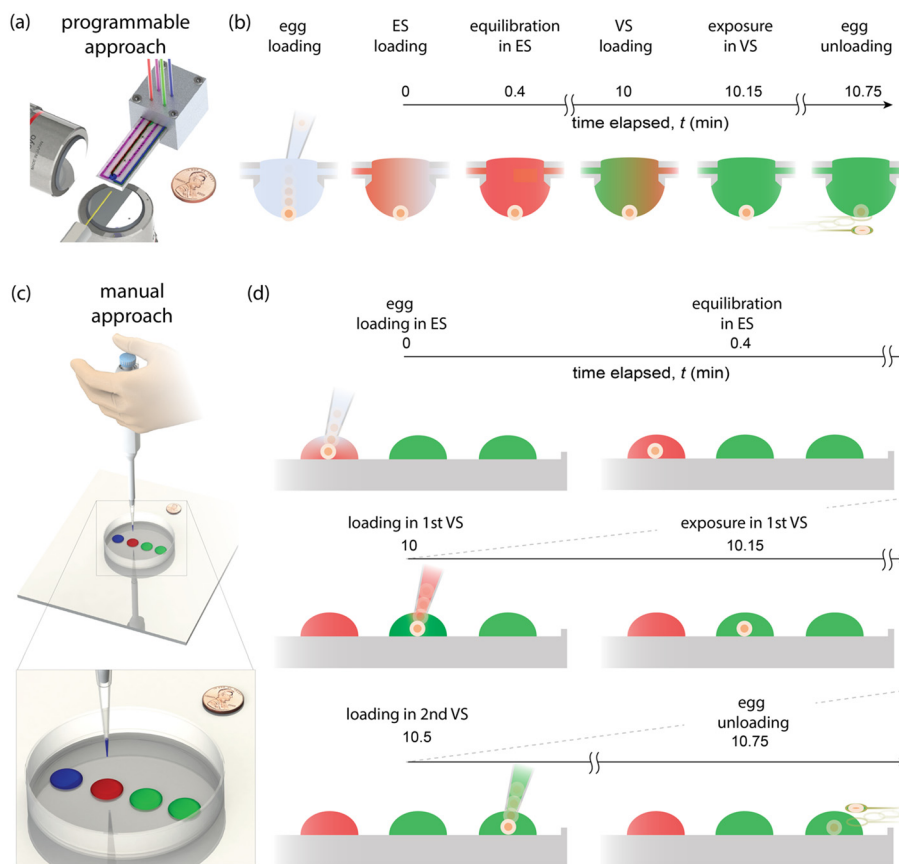 (a)
programmable
approach
(b)
egg
loading
ES
loading
equilibration
in ES
VS
loading
exposure
in VS
egg
unloading
0
0.4
10
10.15
10.75
time elapsed, t (min)
(c)
manual
approach
(d)
egg
loading in ES
0
equilibration
in ES
0.4
time elapsed, t (min)
loading in 1st VS
10
exposure in 1st VS
10.15
loading in 2nd VS
10.5
egg
unloading
10.75